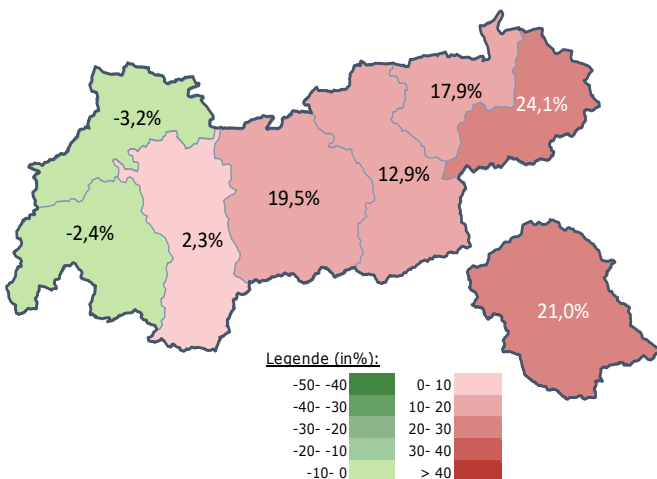 -3,2%
17,9%
24,1%
12,9%
19,5%
-2,4%
2,3%
21,0%
Legende (in%):
-50- -40 0- 10
-40- -30 10- 20
-30- -20 20- 30
-20- -10 30- 40
-10- 0 > 40